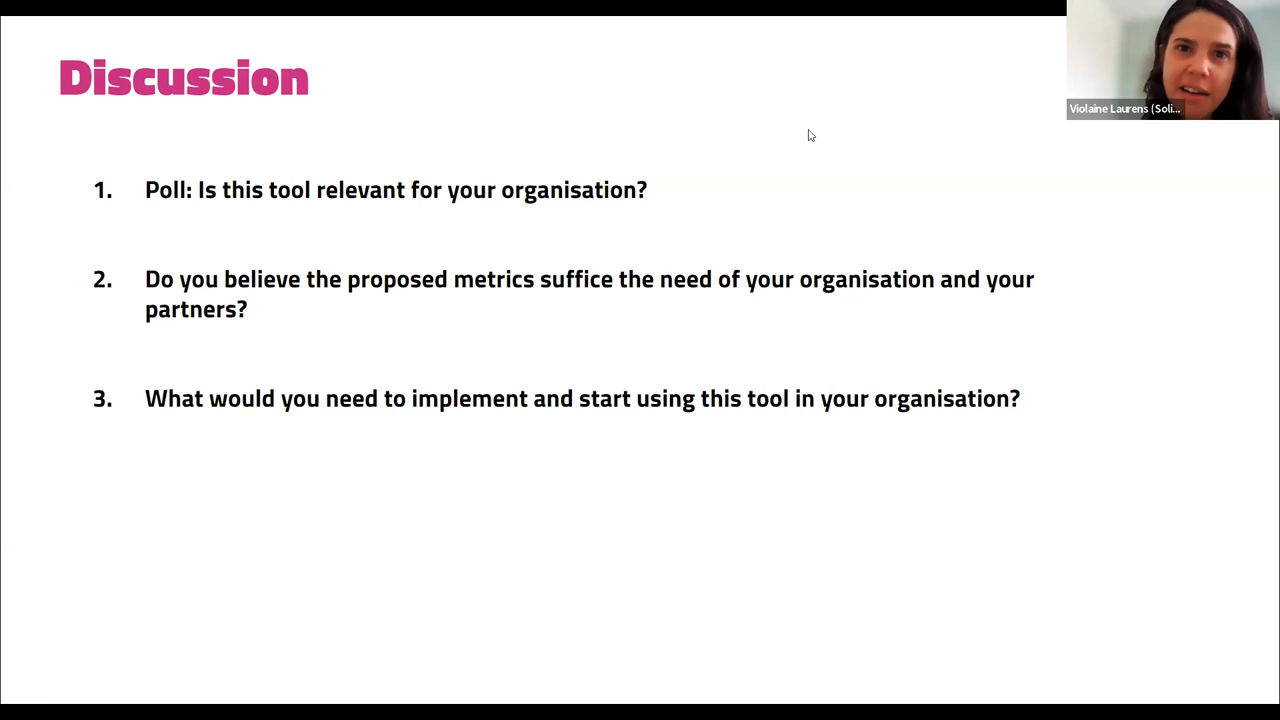 Discussion
Violaine Laurens (Soli...
1. Poll: Is this tool relevant for your organisation?
2. Do you believe the proposed metrics suffice the need of your organisation and your
partners?
3. What would you need to implement and start using this tool in your organisation?